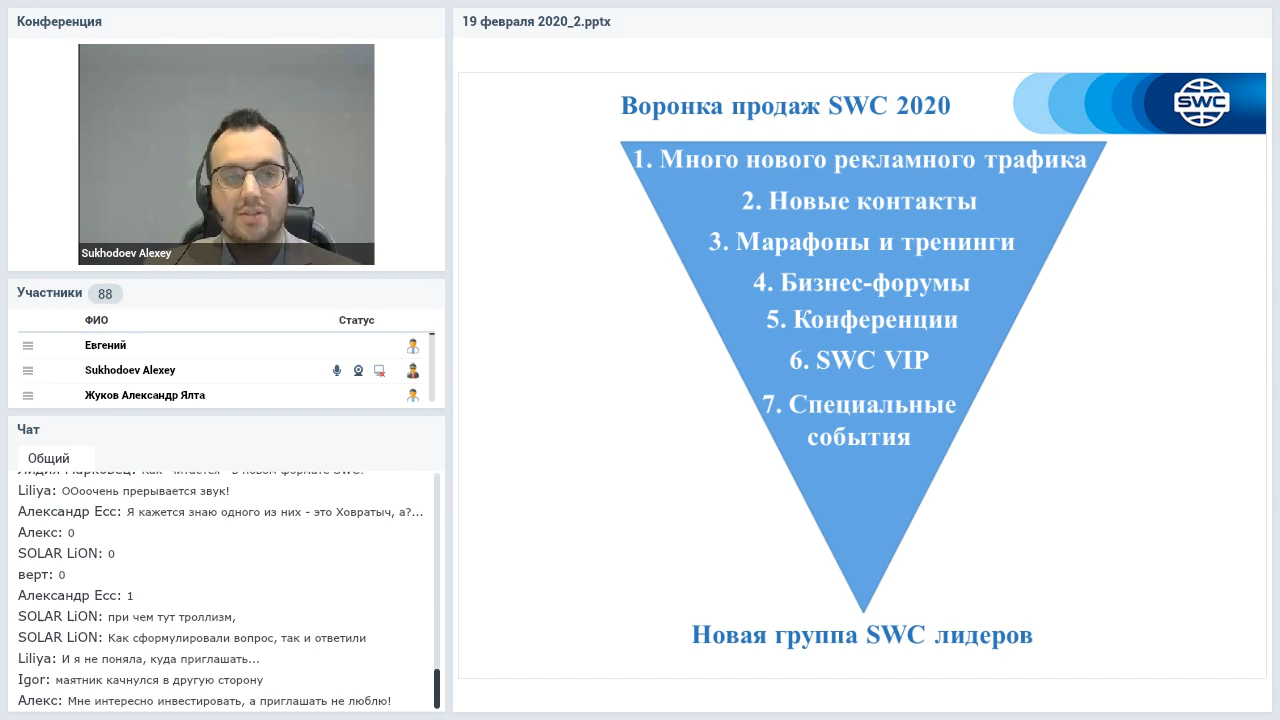 Конференция
Sukhodoev Alexey
Участники 88
ФИО Статус
Евгений
Sukhodoev Alexey
Жуков Александр Ялта
Чат
Общий
Liliya: ООооочень прерывается звук!
Александр Есс: Я кажется знаю одного из них - это Ховратыч, а?...
Алекс: 0
SOLAR LiON: 0
верт: 0
Александр Есс: 1
SOLAR LiON: при чем тут троллизм,
SOLAR LiON: Как сформулировали вопрос, так и ответили
Liliya: И я не поняла, куда приглашать...
Igor: маятник качнулся в другую сторону
Алекс: Мне интересно инвестировать, а приглашать не люблю!
19 февраля 2020_2.pptx
Воронка продаж SWC 2020
SWC
1. Много нового рекламного трафика
2. Новые контакты
3. Марафоны и тренинги
4. Бизнес-форумы
5. Конференции
6. SWC VIP
7. Специальные
события
Новая группа SWC лидеров